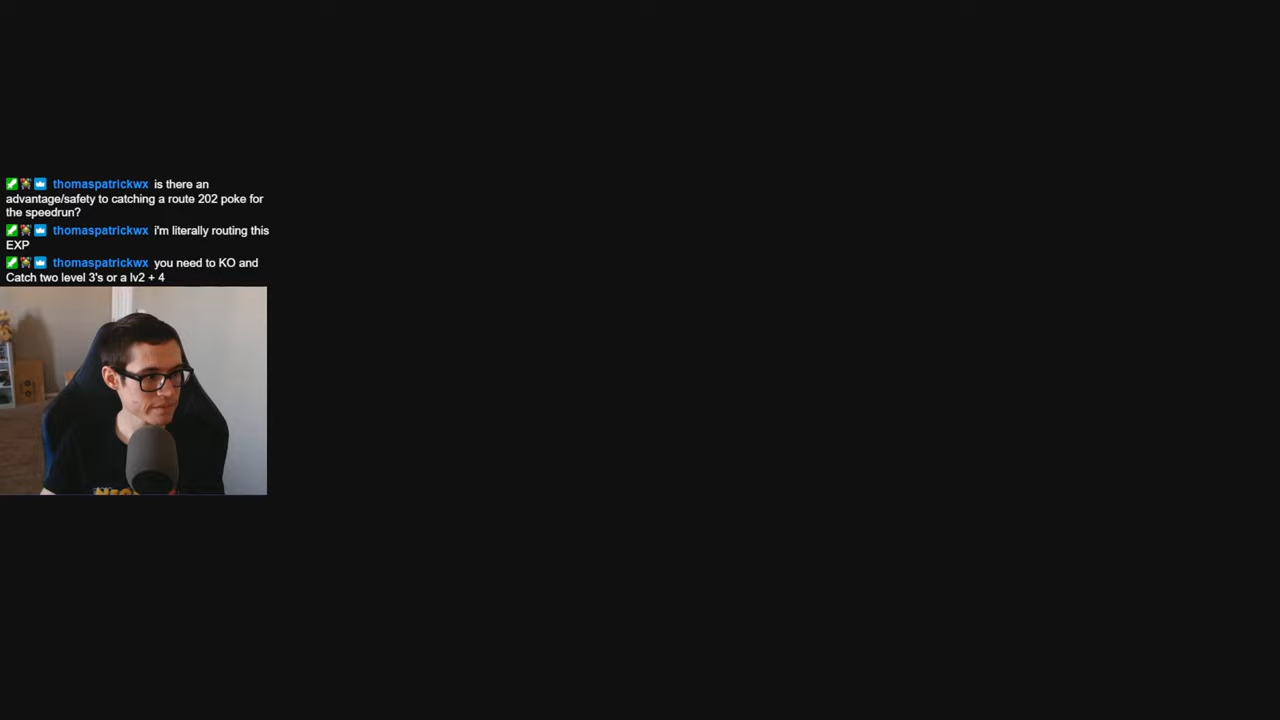 thomaspatrickwx is there an
advantage/safety to catching a route 202 poke for
the speedrun?
thomaspatrickwx i'm literally routing this
EXP
thomaspatrickwx you need to KO and
Catch two level 3's or a lv2 + 4